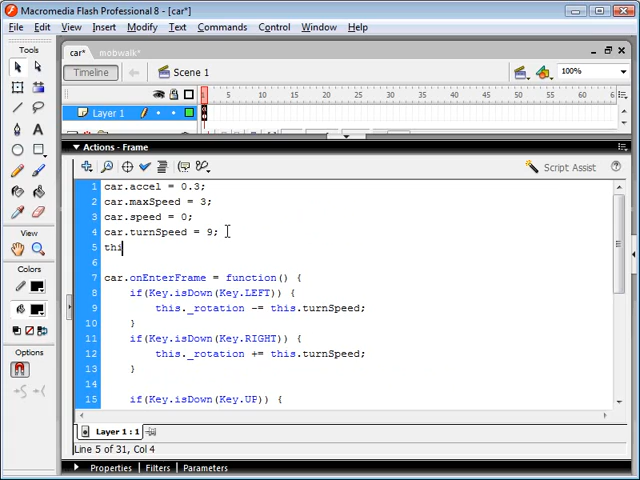 Macromedia Flash Professional 8 - [car*]
File Edit View Insert Modify Text Commands Control Window Help
Tools
View
Colors
Options
car* mobwalk*
Timeline Scene 1 100%
1 5 10 15 20 25 30 35 40 45 50 55 60 65
Layer 1
Actions - Frame
Script Assist
1 car.accel = 0.3;
2 car.maxSpeed = 3;
3 car.speed = 0;
4 car.turnSpeed = 9;
5 thi
6
7 car.onEnterFrame = function() {
8 if(Key.isDown(Key.LEFT)) {
9 this._rotation -= this.turnSpeed;
10 }
11 if(Key.isDown(Key.RIGHT)) {
12 this._rotation += this.turnSpeed;
13 }
14
15 if(Key.isDown(Key.UP)) {
Layer 1 : 1
Line 5 of 31, Col 4
Properties Filters Parameters